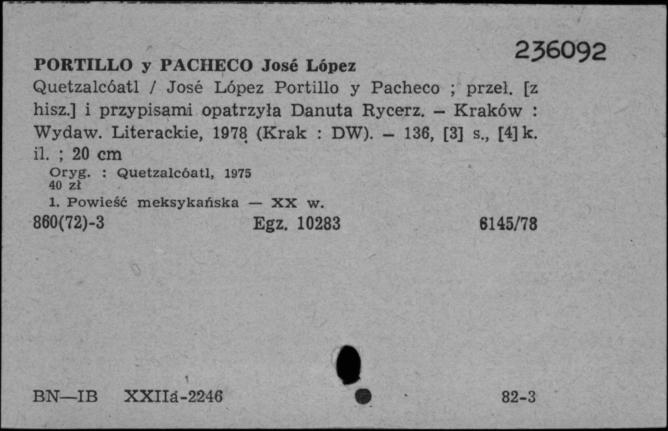 236092
PORTILLO y PACHECO José López
Quetzalcóatl / José López Portillo y Pacheco ; przeł. [z
hisz.] i przypisami opatrzyła Danuta Rycerz. — Kraków :
Wydaw. Literackie, 1978 (Krak : DW). — 136, [3] s., [4] k.
il. ; 20 cm
Oryg. : Quetzalcóatl, 1975
40 zł
1. Powieść meksykańska — XX w.
860(72)-3 Egz. 10283 6145/78
BN—IB XXIIá-2246 82-3